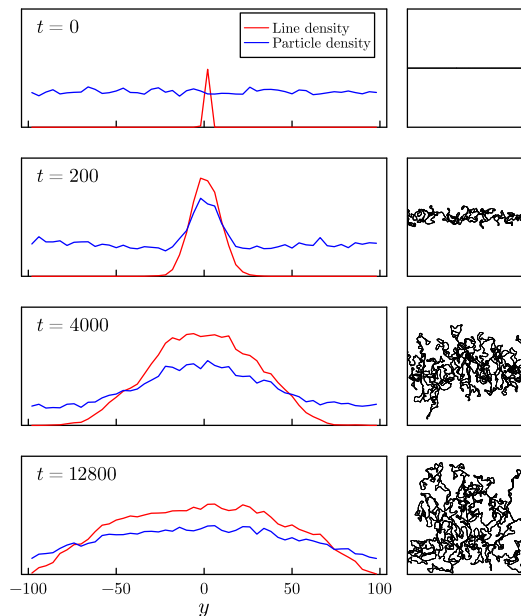 t = 0
Line density
Particle density
t = 200
t = 4000
t = 12800
−100 −50 0 50 100
y